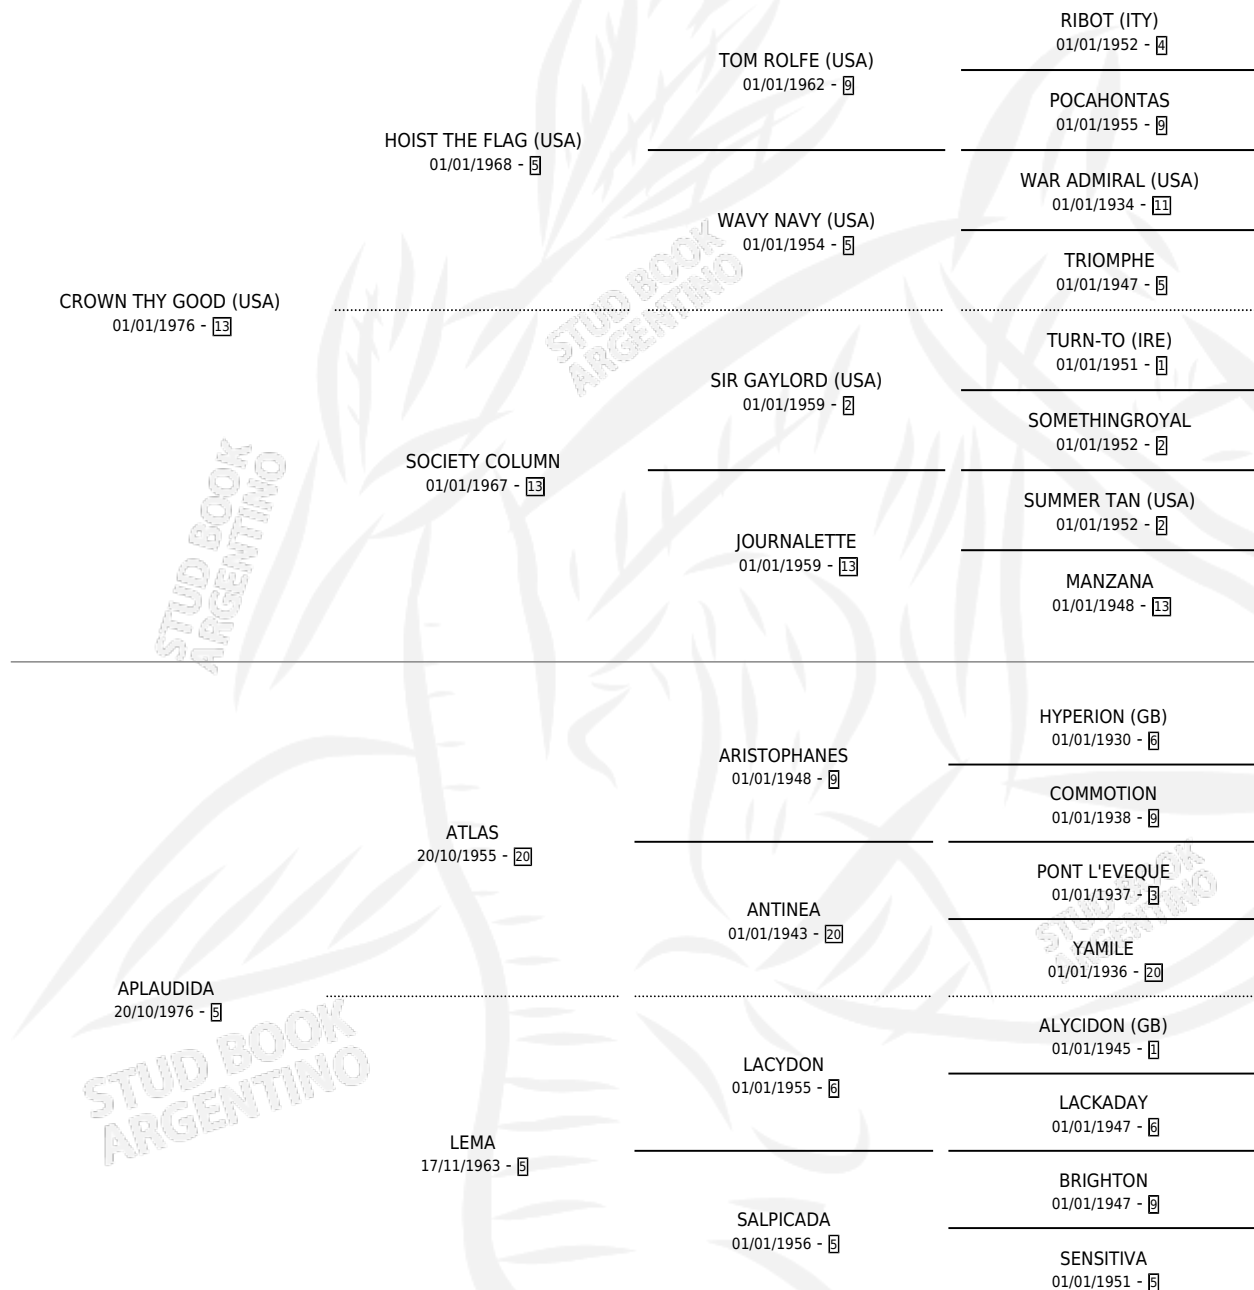 RIBOT (ITY)
01/01/1952 - 4
TOM ROLFE (USA)
01/01/1962 - 9
POCAHONTAS
01/01/1955 - 9
HOIST THE FLAG (USA)
01/01/1968 - 5
WAR ADMIRAL (USA)
01/01/1934 - 11
WAVY NAVY (USA)
01/01/1954 - 5
TRIOMPHE
01/01/1947 - 5
CROWN THY GOOD (USA)
01/01/1976 - 13
TURN-TO (IRE)
01/01/1951 - 1
SIR GAYLORD (USA)
01/01/1959 - 2
SOMETHINGROYAL
01/01/1952 - 2
SOCIETY COLUMN
01/01/1967 - 13
SUMMER TAN (USA)
01/01/1952 - 2
JOURNALETTE
01/01/1959 - 13
MANZANA
01/01/1948 - 13
HYPERION (GB)
01/01/1930 - 6
ARISTOPHANES
01/01/1948 - 9
COMMOTION
01/01/1938 - 9
ATLAS
20/10/1955 - 20
PONT L'EVEQUE
01/01/1937 - 3
ANTINEA
01/01/1943 - 20
YAMILE
01/01/1936 - 20
APLAUDIDA
20/10/1976 - 5
ALYCIDON (GB)
01/01/1945 - 1
LACYDON
01/01/1955 - 6
LACKADAY
01/01/1947 - 6
LEMA
17/11/1963 - 5
BRIGHTON
01/01/1947 - 9
SALPICADA
01/01/1956 - 5
SENSITIVA
01/01/1951 - 5
STUD BOOK
ARGENTINO
STUD BOOK
ARGENTINO
STUD BOOK
ARGENTINO
STUD BOOK
ARGENTINO